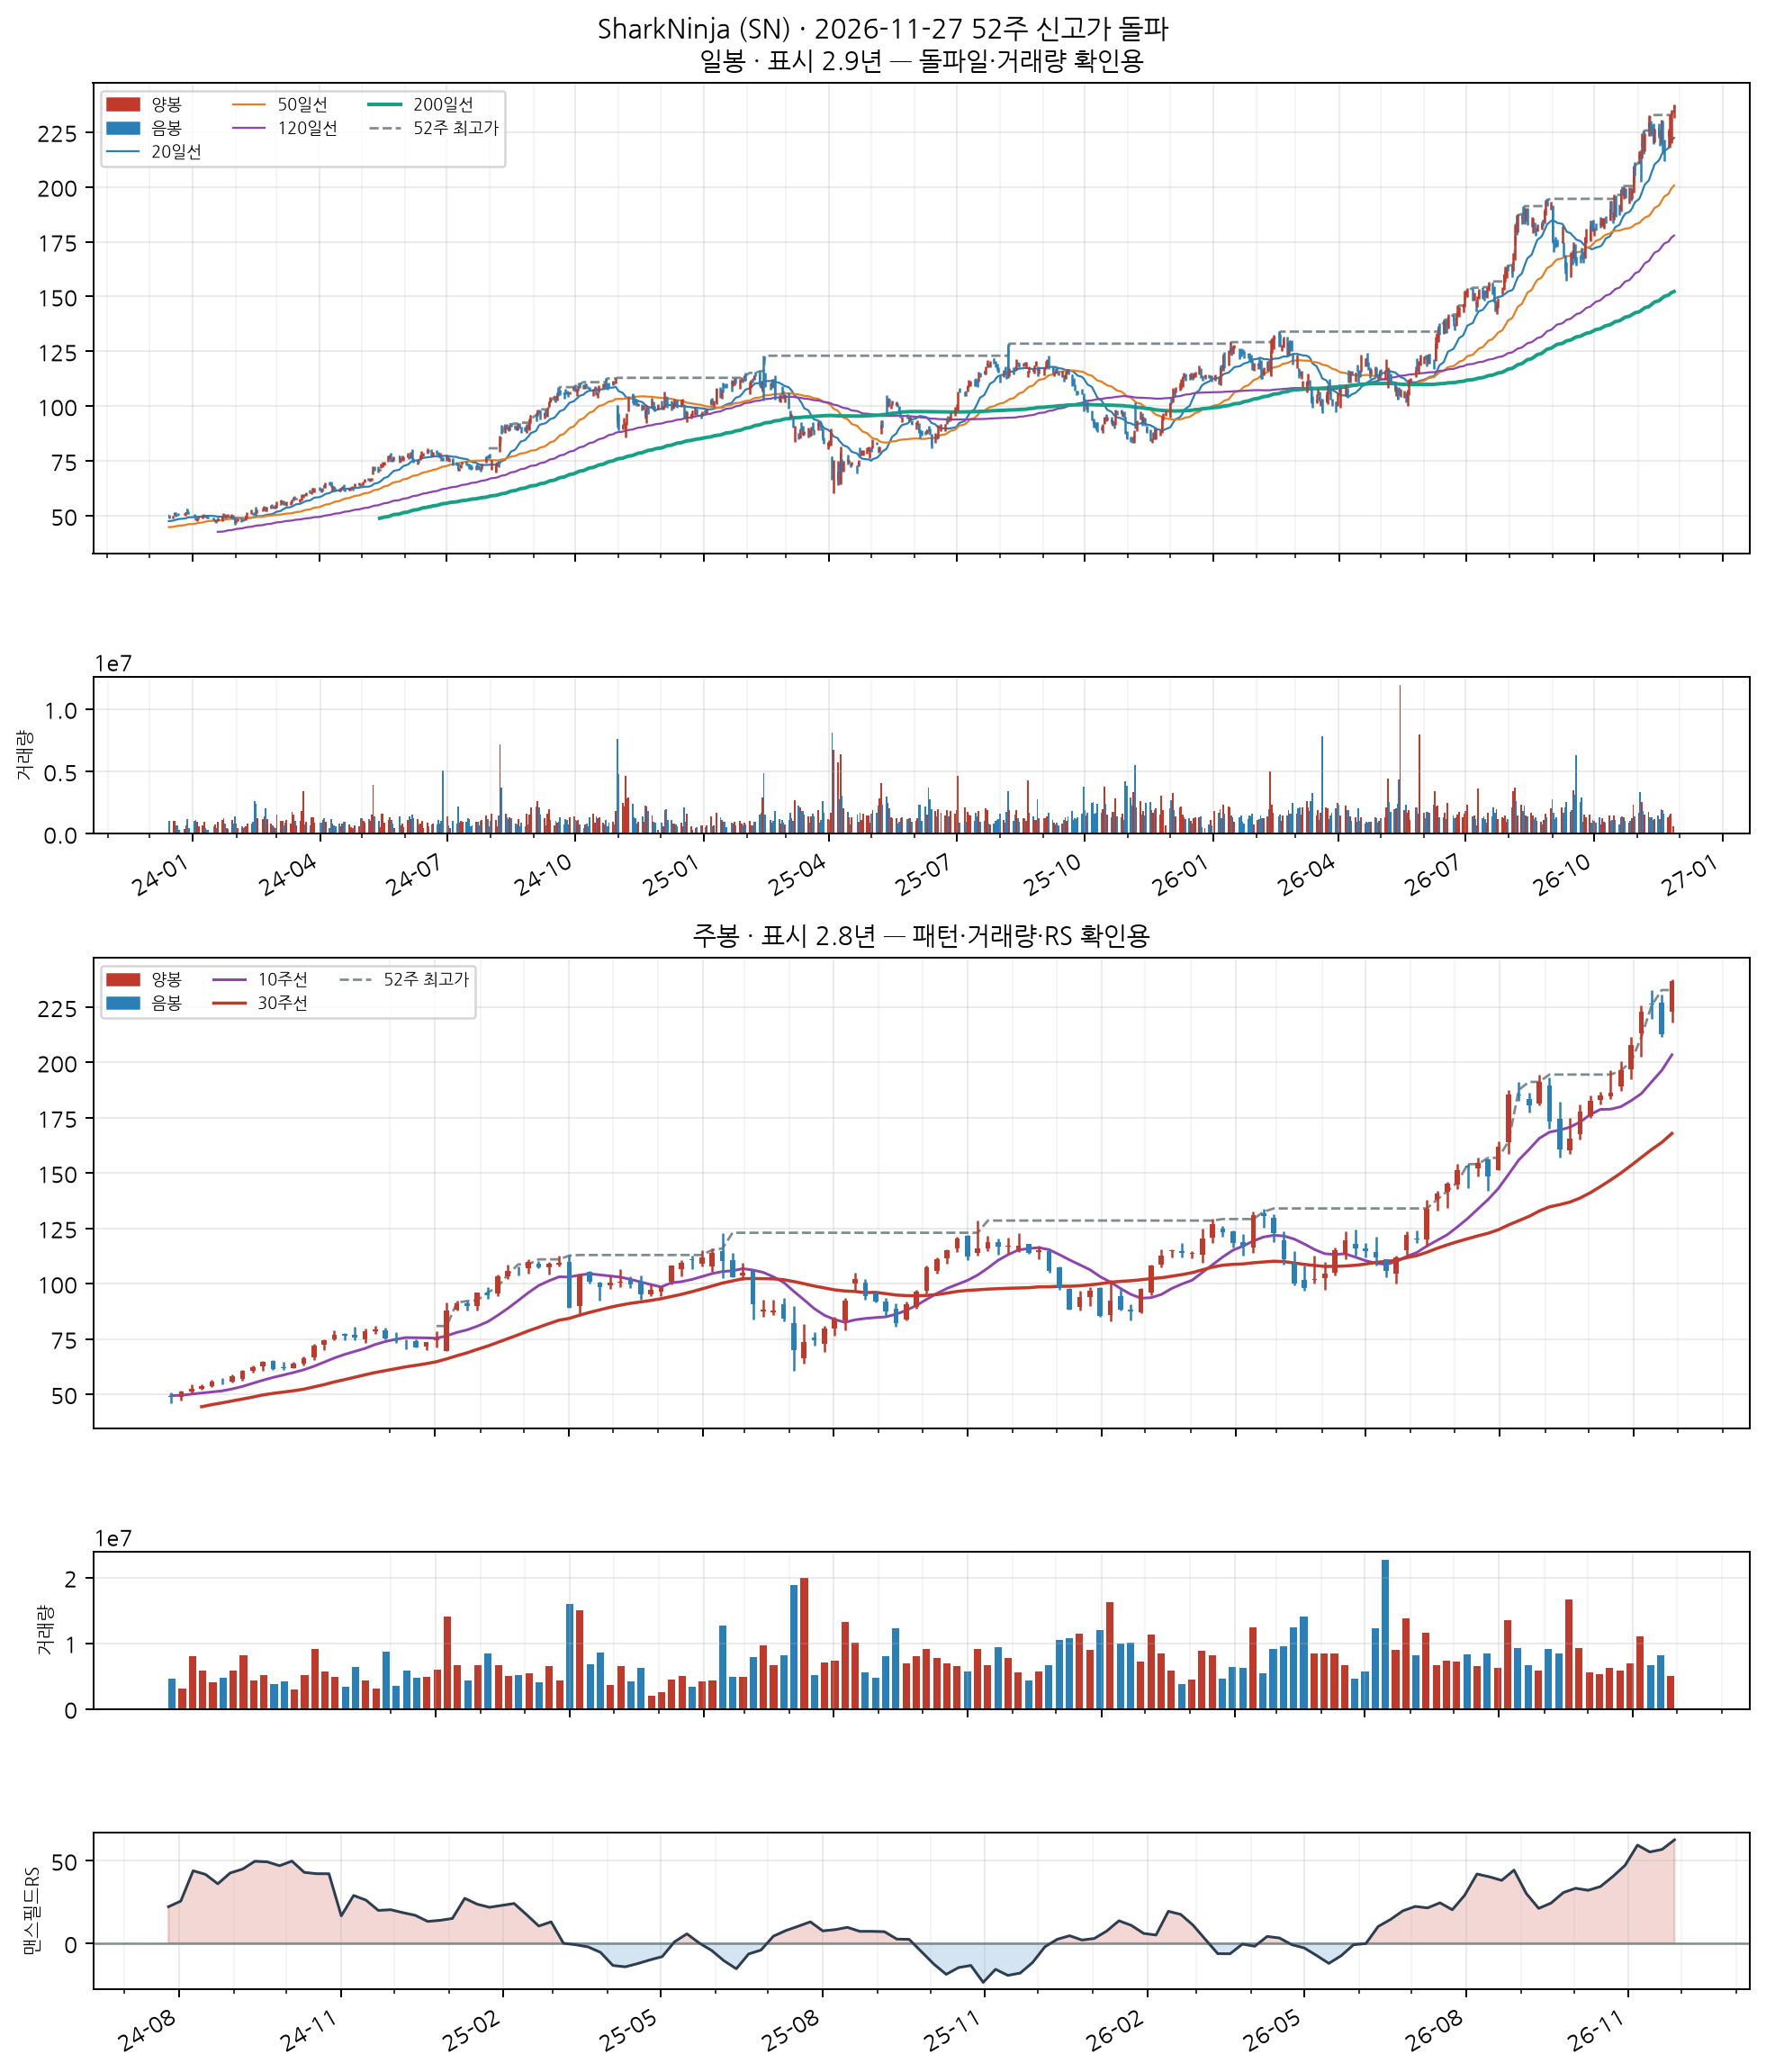 SharkNinja (SN) · 2026-11-27 52주 신고가 돌파
일봉 · 표시 2.9년 — 돌파일·거래량 확인용
양봉
음봉
20일선
50일선
120일선
200일선
52주 최고가
225
200
175
150
125
100
75
50
1e7
거래량
1.0
0.5
0.0
24-01
24-04
24-07
24-10
25-01
25-04
25-07
25-10
26-01
26-04
26-07
26-10
27-01
주봉 · 표시 2.8년 — 패턴·거래량·RS 확인용
양봉
음봉
10주선
30주선
52주 최고가
225
200
175
150
125
100
75
50
1e7
거래량
2
1
0
맨스필드RS
50
0
24-08
24-11
25-02
25-05
25-08
25-11
26-02
26-05
26-08
26-11